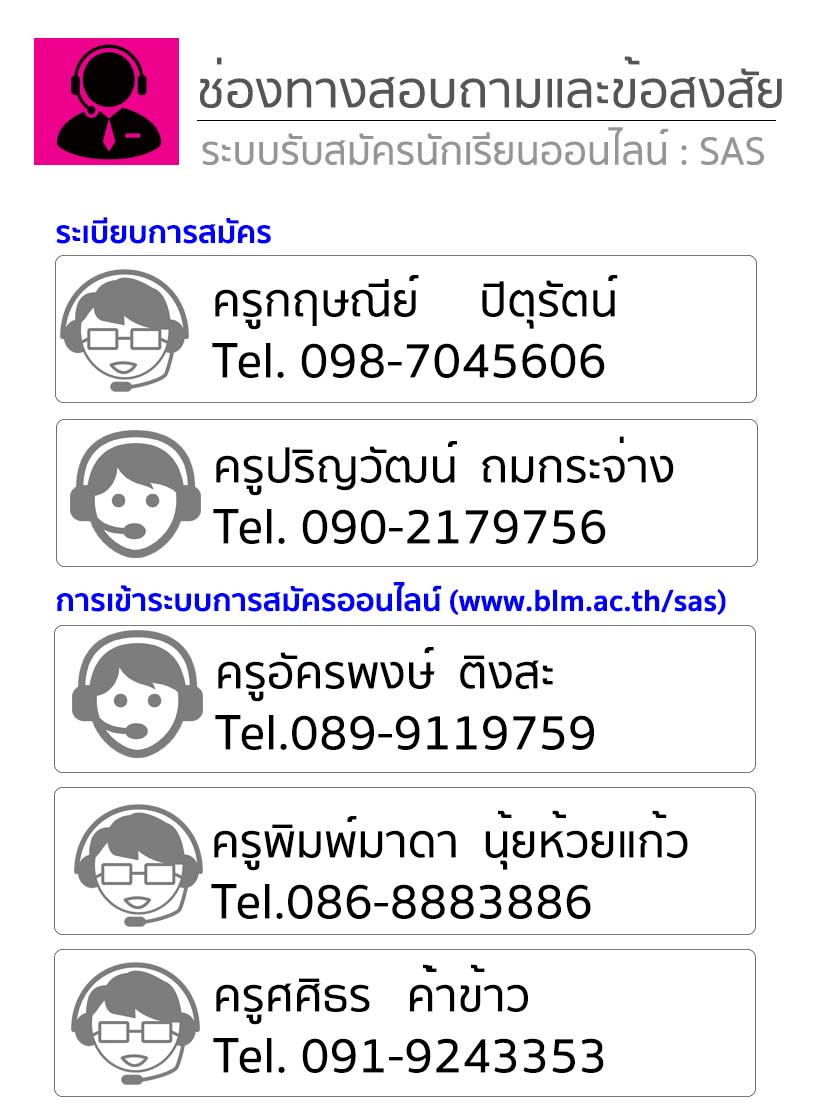 ช่องทางสอบถามและข้อสงสัย
ระบบรับสมัครนักเรียนออนไลน์ : SAS
ระเบียบการสมัคร
ครูกฤษณีย์ ปิตุรัตน์
Tel. 098-7045606
ครูปริญวัฒน์ ถมกระจ่าง
Tel. 090-2179756
การเข้าระบบการสมัครออนไลน์ (www.blm.ac.th/sas)
ครูอัครพงษ์ ติงสะ
Tel.089-9119759
ครูพิมพ์มาดา นุ้ยห้วยแก้ว
Tel.086-8883886
ครูศศิธร ค้าข้าว
Tel. 091-9243353